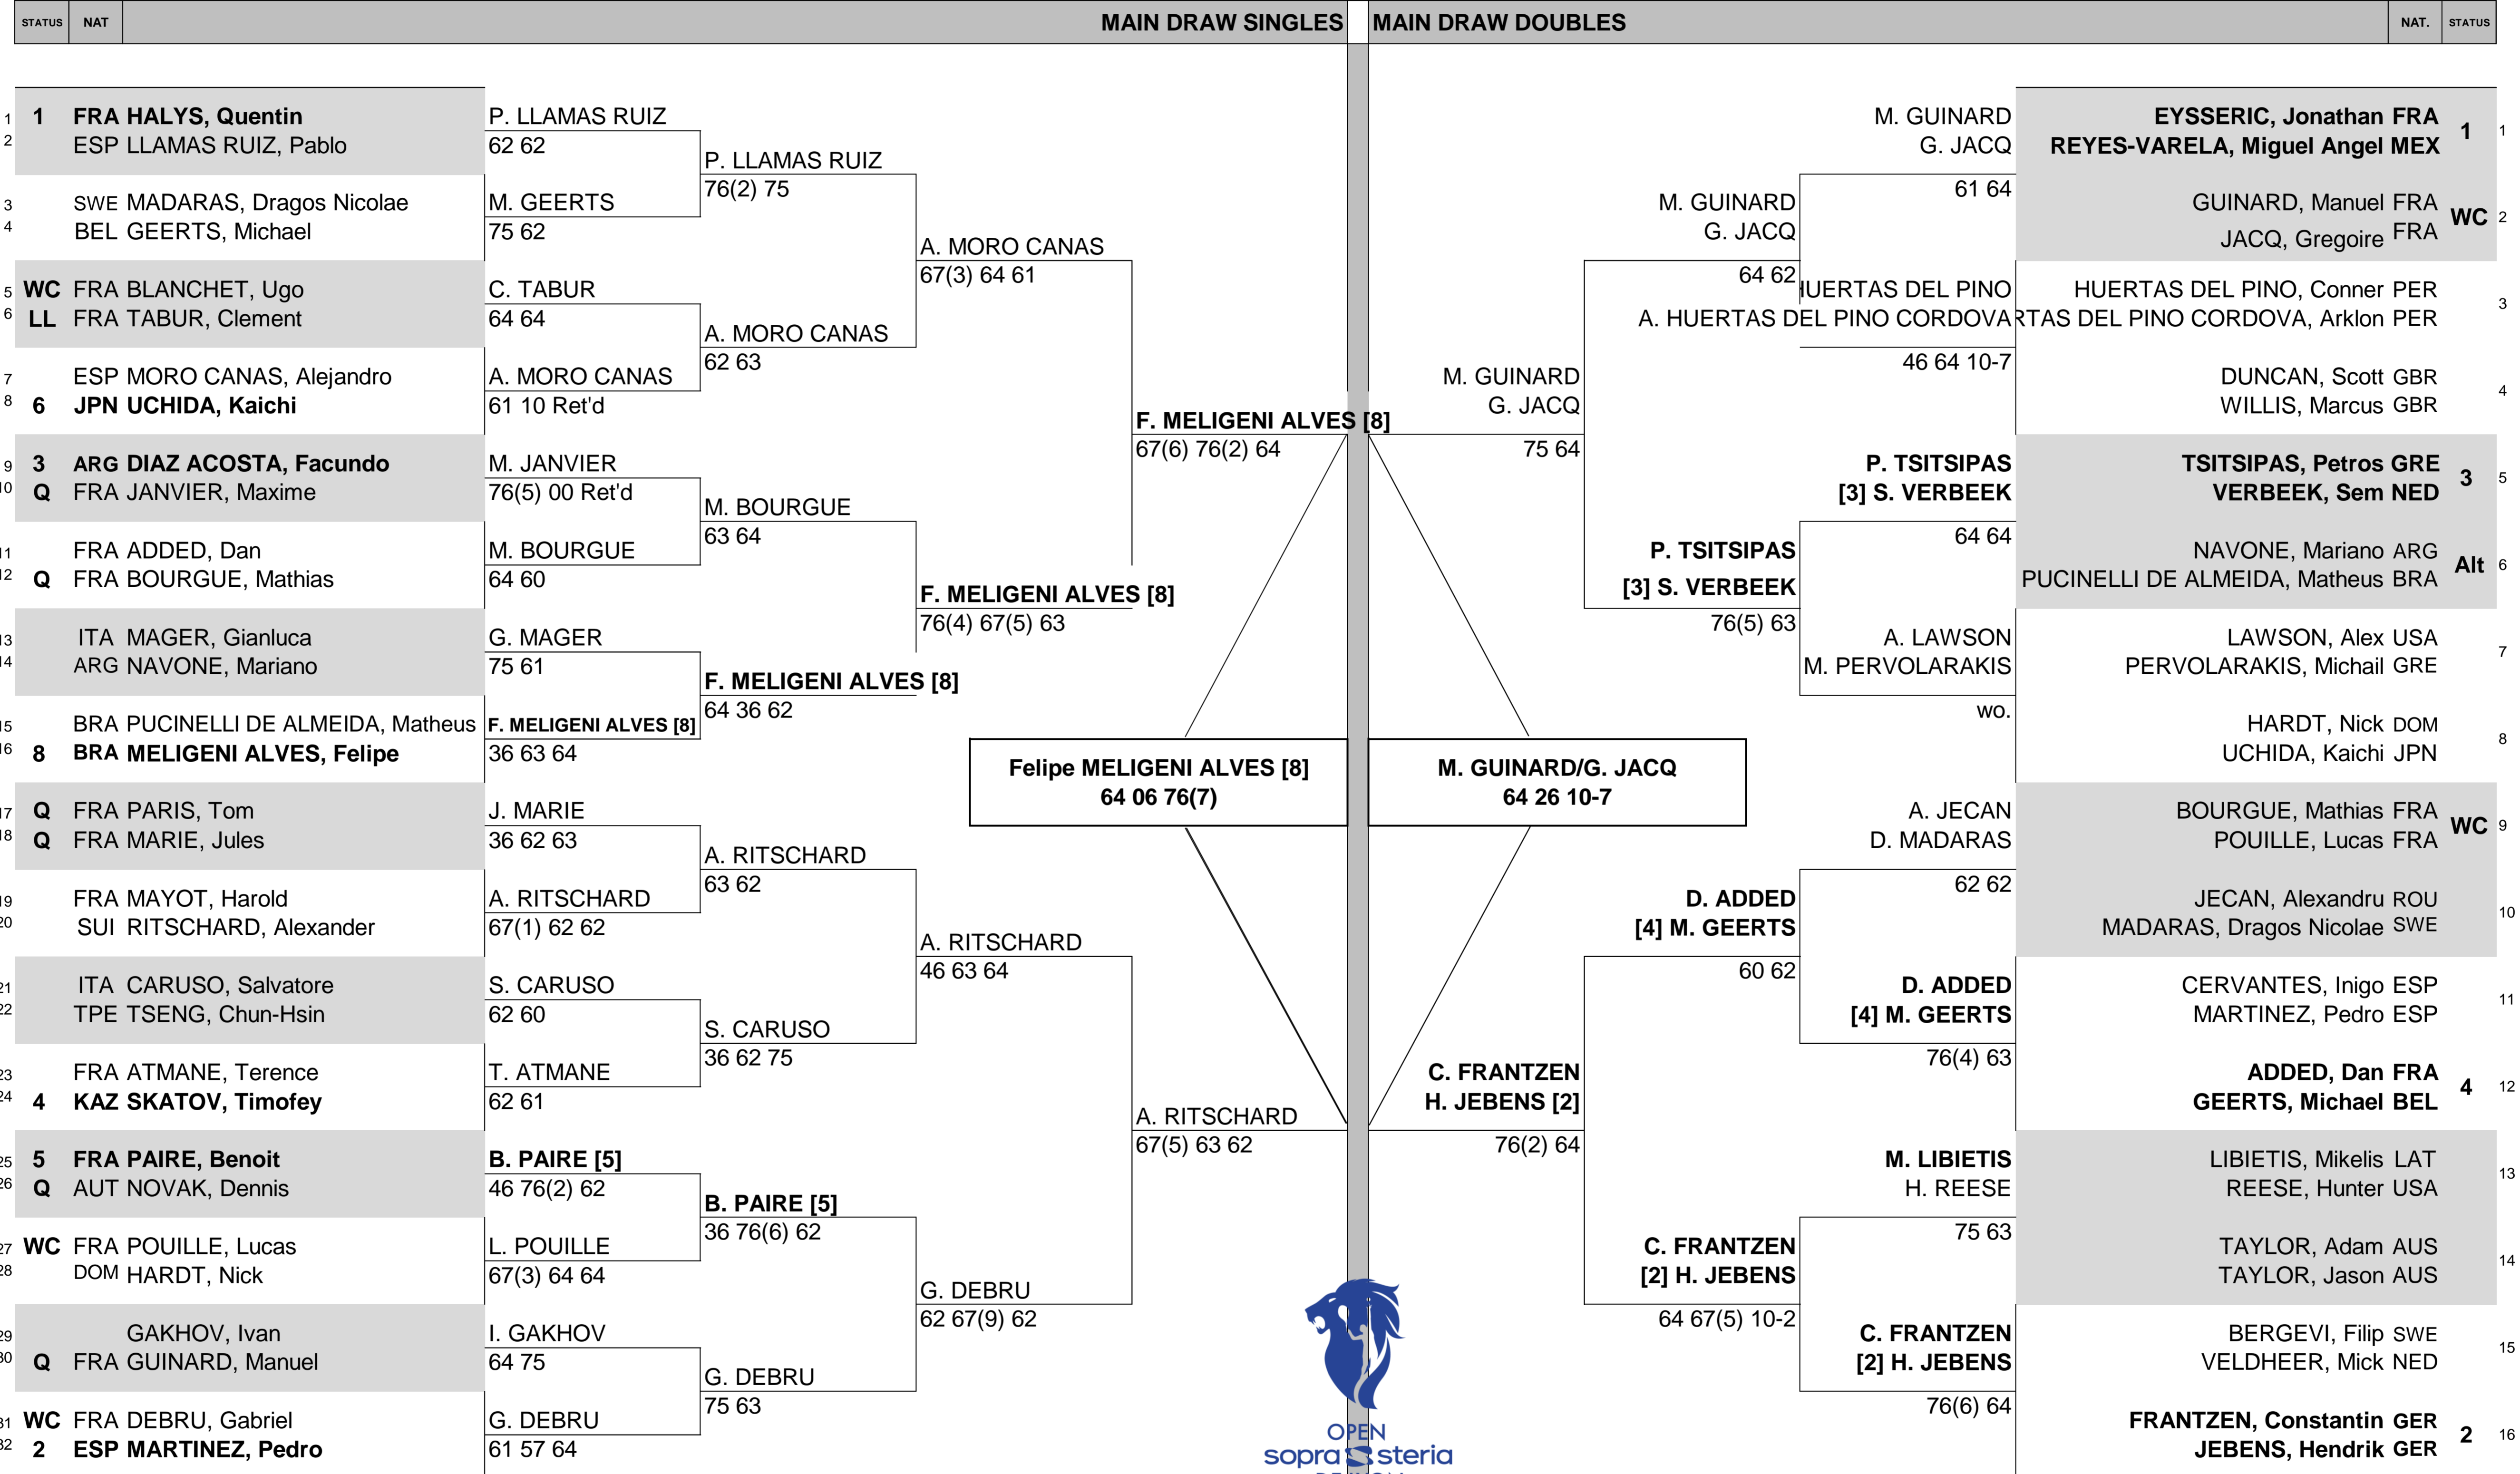 STATUS NAT MAIN DRAW SINGLES MAIN DRAW DOUBLES NAT. STATUS
1 1 FRA HALYS, Quentin
2 ESP LLAMAS RUIZ, Pablo
3 SWE MADARAS, Dragos Nicolae
4 BEL GEERTS, Michael
5 WC FRA BLANCHET, Ugo
6 LL FRA TABUR, Clement
7 ESP MORO CANAS, Alejandro
8 6 JPN UCHIDA, Kaichi
9 3 ARG DIAZ ACOSTA, Facundo
10 Q FRA JANVIER, Maxime
11 FRA ADDED, Dan
12 Q FRA BOURGUE, Mathias
13 ITA MAGER, Gianluca
14 ARG NAVONE, Mariano
15 BRA PUCINELLI DE ALMEIDA, Matheus
16 8 BRA MELIGENI ALVES, Felipe
17 Q FRA PARIS, Tom
18 Q FRA MARIE, Jules
19 FRA MAYOT, Harold
20 SUI RITSCHARD, Alexander
21 ITA CARUSO, Salvatore
22 TPE TSENG, Chun-Hsin
23 FRA ATMANE, Terence
24 4 KAZ SKATOV, Timofey
25 5 FRA PAIRE, Benoit
26 Q AUT NOVAK, Dennis
27 WC FRA POUILLE, Lucas
28 DOM HARDT, Nick
29 GAKHOV, Ivan
30 Q FRA GUINARD, Manuel
31 WC FRA DEBRU, Gabriel
32 2 ESP MARTINEZ, Pedro
P. LLAMAS RUIZ
62 62
M. GEERTS
75 62
C. TABUR
64 64
A. MORO CANAS
61 10 Ret'd
M. JANVIER
76(5) 00 Ret'd
M. BOURGUE
64 60
G. MAGER
75 61
F. MELIGENI ALVES [8]
36 63 64
J. MARIE
36 62 63
A. RITSCHARD
67(1) 62 62
S. CARUSO
62 60
T. ATMANE
62 61
B. PAIRE [5]
46 76(2) 62
L. POUILLE
67(3) 64 64
I. GAKHOV
64 75
G. DEBRU
61 57 64
P. LLAMAS RUIZ
76(2) 75
A. MORO CANAS
62 63
M. BOURGUE
63 64
F. MELIGENI ALVES [8]
64 36 62
A. RITSCHARD
63 62
S. CARUSO
36 62 75
B. PAIRE [5]
36 76(6) 62
G. DEBRU
75 63
A. MORO CANAS
67(3) 64 61
F. MELIGENI ALVES [8]
76(4) 67(5) 63
A. RITSCHARD
46 63 64
G. DEBRU
62 67(9) 62
F. MELIGENI ALVES [8]
67(6) 76(2) 64
A. RITSCHARD
67(5) 63 62
Felipe MELIGENI ALVES [8]
64 06 76(7)
M. GUINARD/G. JACQ
64 26 10-7
M. GUINARD
G. JACQ
75 64
C. FRANTZEN
H. JEBENS [2]
76(2) 64
M. GUINARD
G. JACQ
64 62
P. TSITSIPAS
[3] S. VERBEEK
76(5) 63
D. ADDED
[4] M. GEERTS
60 62
C. FRANTZEN
[2] H. JEBENS
64 67(5) 10-2
M. GUINARD
G. JACQ
61 64
HUERTAS DEL PINO
A. HUERTAS DEL PINO CORDOVA
46 64 10-7
P. TSITSIPAS
[3] S. VERBEEK
64 64
A. LAWSON
M. PERVOLARAKIS
wo.
A. JECAN
D. MADARAS
62 62
D. ADDED
[4] M. GEERTS
76(4) 63
M. LIBIETIS
H. REESE
75 63
C. FRANTZEN
[2] H. JEBENS
76(6) 64
EYSSERIC, Jonathan FRA 1 1
REYES-VARELA, Miguel Angel MEX
GUINARD, Manuel FRA WC 2
JACQ, Gregoire FRA
HUERTAS DEL PINO, Conner PER 3
RTAS DEL PINO CORDOVA, Arklon PER
DUNCAN, Scott GBR 4
WILLIS, Marcus GBR
TSITSIPAS, Petros GRE 3 5
VERBEEK, Sem NED
NAVONE, Mariano ARG Alt 6
PUCINELLI DE ALMEIDA, Matheus BRA
LAWSON, Alex USA 7
PERVOLARAKIS, Michail GRE
HARDT, Nick DOM 8
UCHIDA, Kaichi JPN
BOURGUE, Mathias FRA WC 9
POUILLE, Lucas FRA
JECAN, Alexandru ROU 10
MADARAS, Dragos Nicolae SWE
CERVANTES, Inigo ESP 11
MARTINEZ, Pedro ESP
ADDED, Dan FRA 4 12
GEERTS, Michael BEL
LIBIETIS, Mikelis LAT 13
REESE, Hunter USA
TAYLOR, Adam AUS 14
TAYLOR, Jason AUS
BERGEVI, Filip SWE 15
VELDHEER, Mick NED
FRANTZEN, Constantin GER 2 16
JEBENS, Hendrik GER
OPEN
sopra steria